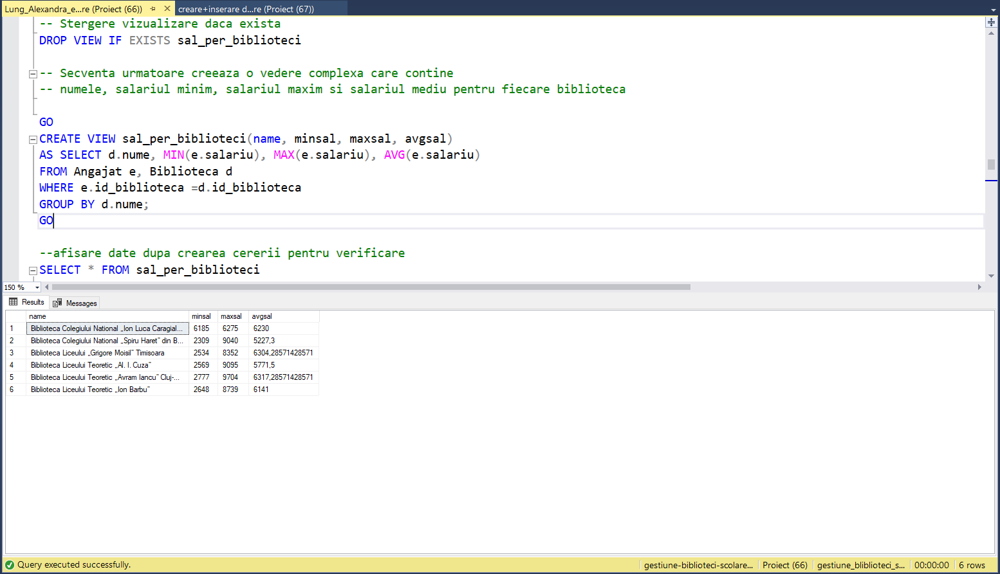 Lung_Alexandra_e...re (Proiect (66))
creare+inserare d...re (Proiect (67))
-- Stergere vizualizare daca exista
DROP VIEW IF EXISTS sal_per_biblioteci
-- Secventa urmatoare creeaza o vedere complexa care contine
-- numele, salariul minim, salariul maxim si salariul mediu pentru fiecare biblioteca
GO
CREATE VIEW sal_per_biblioteci(name, minsal, maxsal, avgsal)
AS SELECT d.nume, MIN(e.salariu), MAX(e.salariu), AVG(e.salariu)
FROM Angajat e, Biblioteca d
WHERE e.id_biblioteca =d.id_biblioteca
GROUP BY d.nume;
GO
--afisare date dupa crearea cererii pentru verificare
SELECT * FROM sal_per_biblioteci
150 %
Results Messages
name minsal maxsal avgsal
1 Biblioteca Colegiului National „Ion Luca Caragial... 6185 6275 6230
2 Biblioteca Colegiului National „Spiru Haret” din B... 2309 9040 5227,3
3 Biblioteca Liceului „Grigore Moisil” Timisoara 2534 8352 6304,28571428571
4 Biblioteca Liceului Teoretic „Al. I. Cuza” 2569 9095 5771,5
5 Biblioteca Liceului Teoretic „Avram Iancu” Cluj-... 2777 9704 6317,28571428571
6 Biblioteca Liceului Teoretic „Ion Barbu” 2648 8739 6141
Query executed successfully.
gestiune-biblioteci-scolare... Proiect (66) gestiune_bliblioteci_s... 00:00:00 6 rows